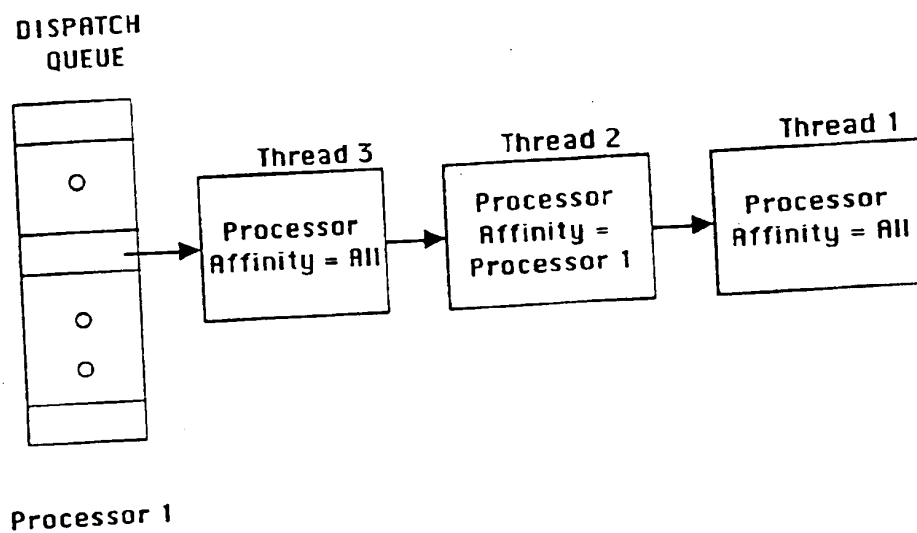 DISPATCH
QUEUE
Thread 3
Processor
Affinity = All
Thread 2
Processor
Affinity =
Processor 1
Thread 1
Processor
Affinity = All
Processor 1